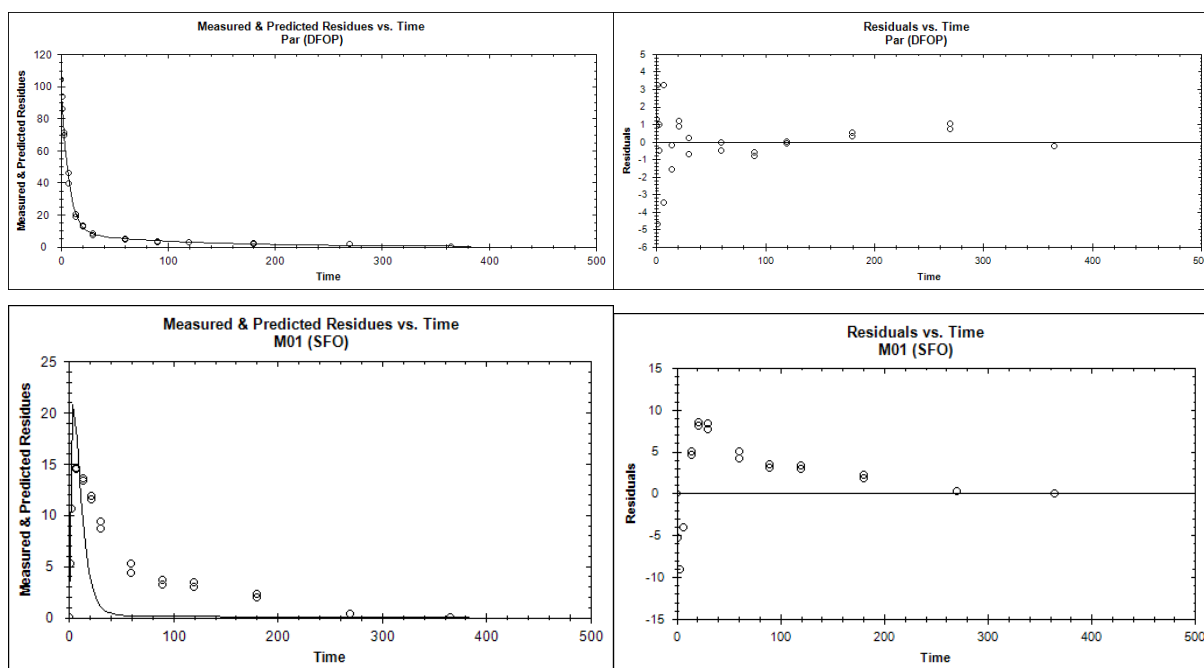 Measured & Predicted Residues vs. Time
Par (DFOP)
Measured & Predicted Residues
120
100
80
60
40
20
0
0 100 200 300 400 500
Time
Residuals vs. Time
Par (DFOP)
Residuals
5
4
3
2
1
0
-1
-2
-3
-4
-5
-6
0 100 200 300 400 500
Time
Measured & Predicted Residues vs. Time
M01 (SFO)
Measured & Predicted Residues
25
20
15
10
5
0
0 100 200 300 400 500
Time
Residuals vs. Time
M01 (SFO)
Residuals
15
10
5
0
-5
-10
-15
0 100 200 300 400 500
Time